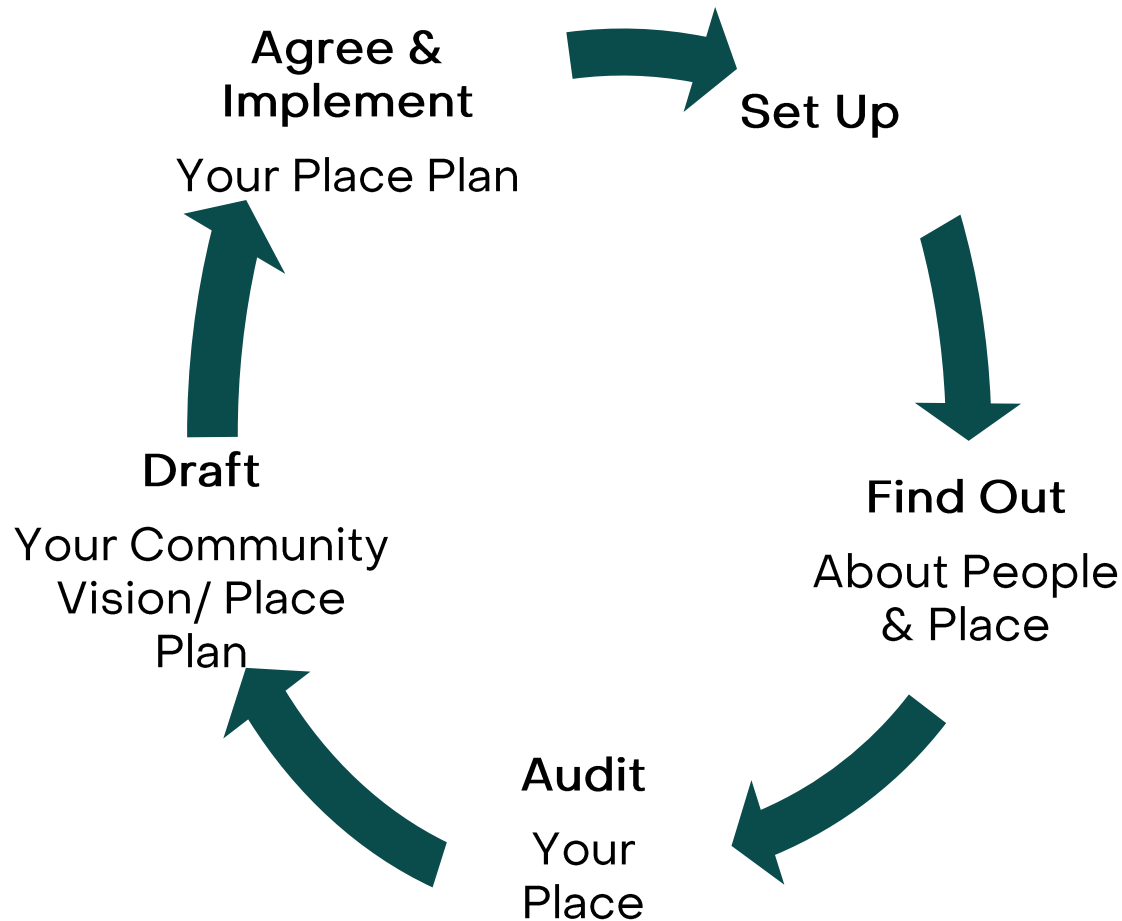 Agree &
Implement
Your Place Plan
Set Up
Find Out
About People
& Place
Audit
Your
Place
Draft
Your Community
Vision/ Place
Plan